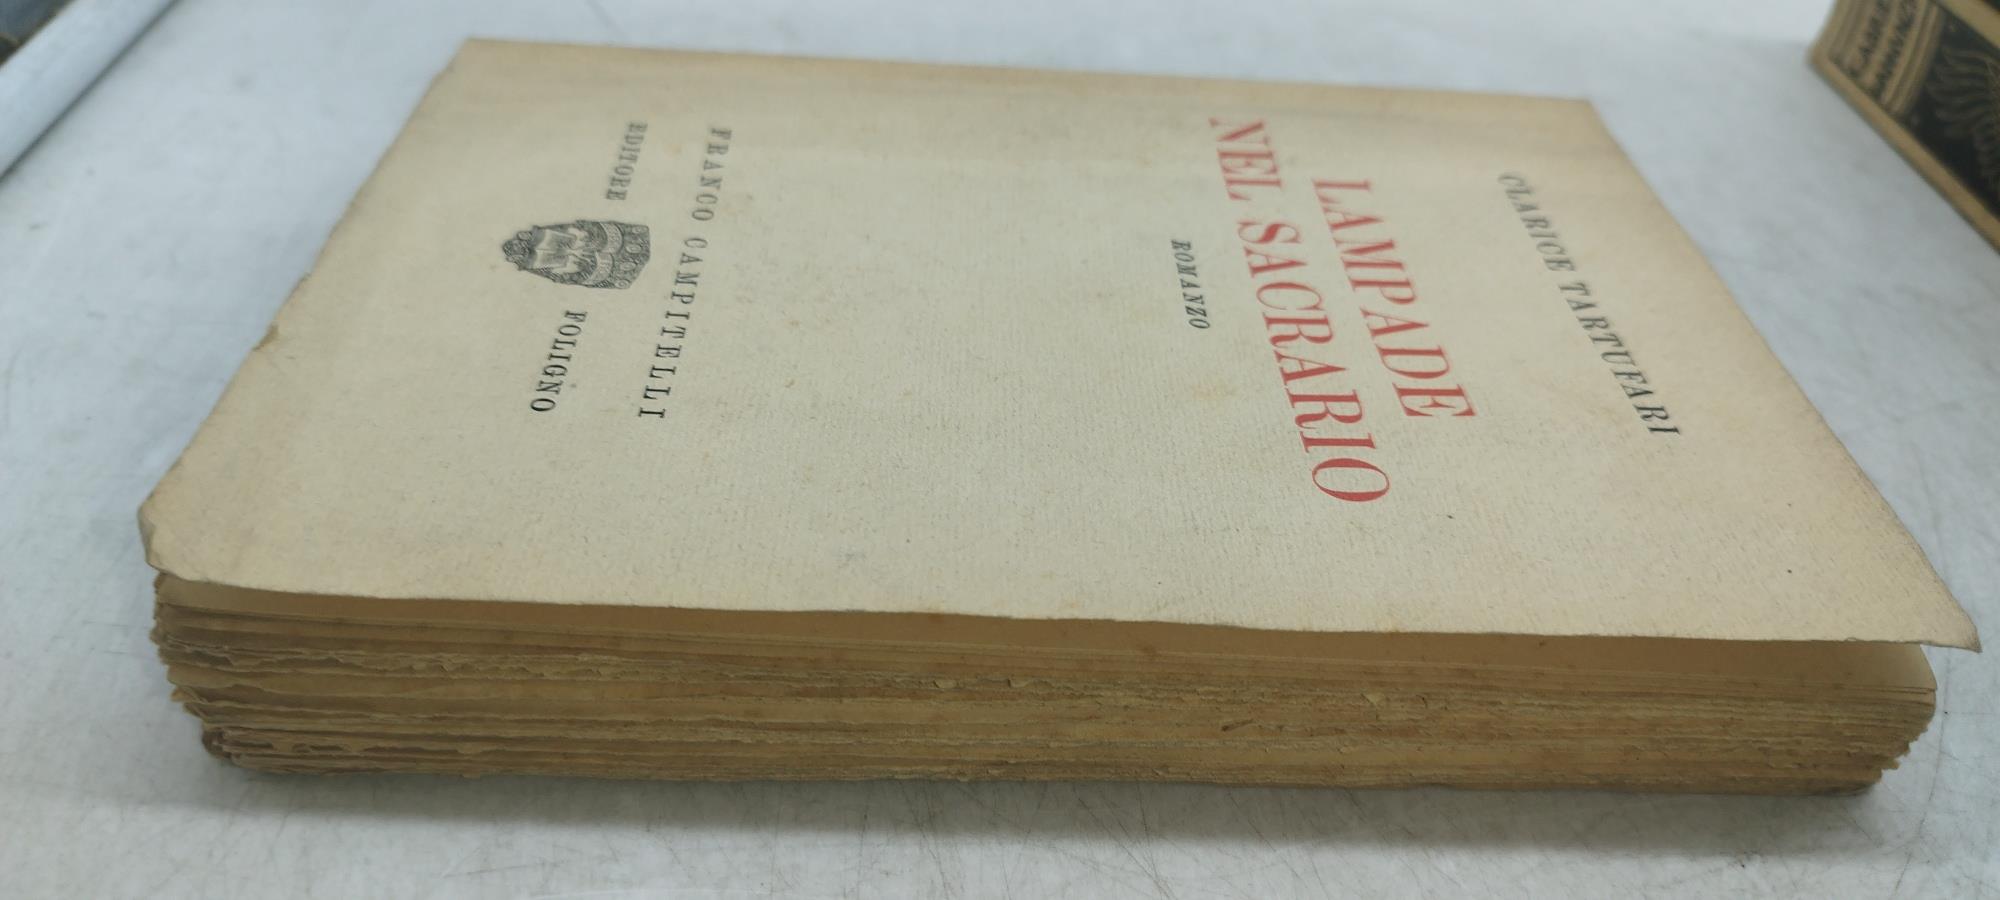 CLARICE TARTUFARI
LAMPADE
NEL SACRARIO
ROMANZO
FRANCO CAMPITELLI
EDITORE FOLIGNO